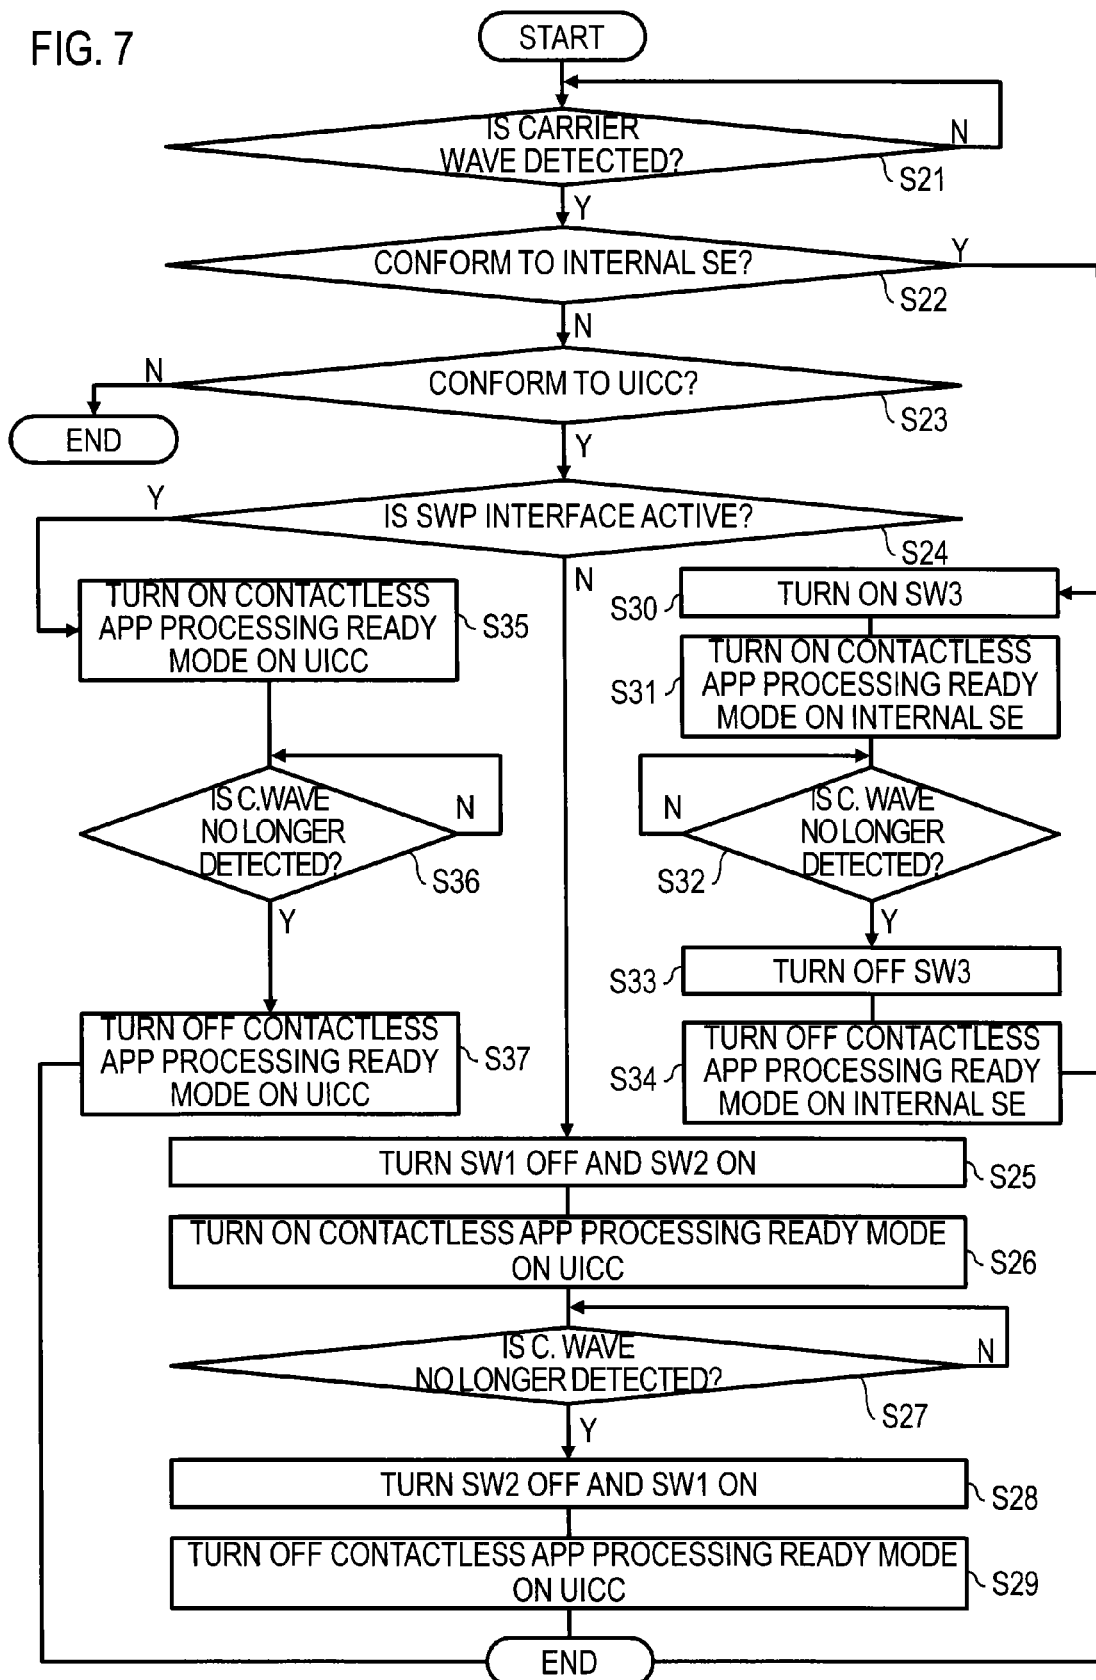 FIG. 7
START
IS CARRIER
WAVE DETECTED?
N
S21
Y
CONFORM TO INTERNAL SE?
Y
S22
N
CONFORM TO UICC?
N
S23
END
Y
IS SWP INTERFACE ACTIVE?
Y
S24
N
TURN ON CONTACTLESS
APP PROCESSING READY
MODE ON UICC
S35
S30
TURN ON SW3
S31
TURN ON CONTACTLESS
APP PROCESSING READY
MODE ON INTERNAL SE
IS C.WAVE
NO LONGER
DETECTED?
N
S36
Y
N
IS C. WAVE
NO LONGER
DETECTED?
S32
Y
S33
TURN OFF SW3
TURN OFF CONTACTLESS
APP PROCESSING READY
MODE ON UICC
S37
S34
TURN OFF CONTACTLESS
APP PROCESSING READY
MODE ON INTERNAL SE
TURN SW1 OFF AND SW2 ON
S25
TURN ON CONTACTLESS APP PROCESSING READY MODE
ON UICC
S26
IS C. WAVE
NO LONGER DETECTED?
N
S27
Y
TURN SW2 OFF AND SW1 ON
S28
TURN OFF CONTACTLESS APP PROCESSING READY MODE
ON UICC
S29
END